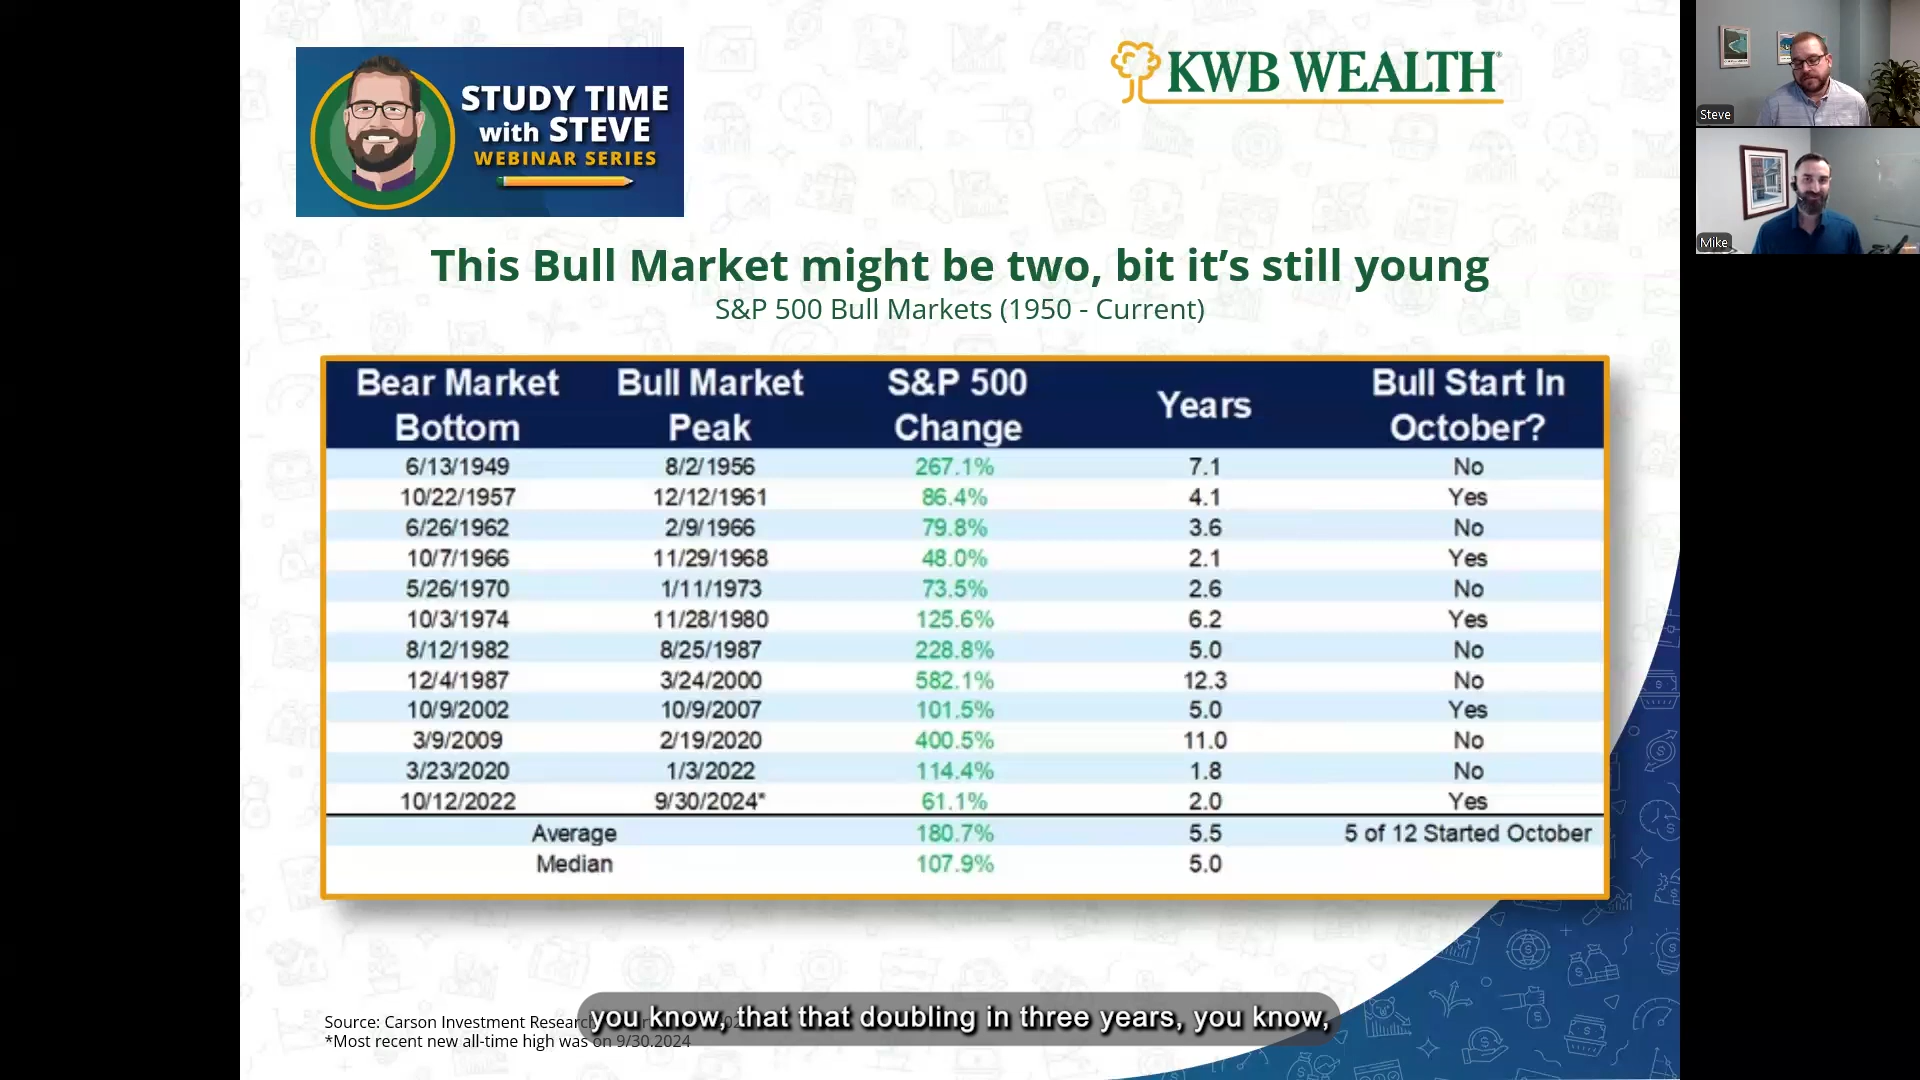 STUDY TIME
with STEVE
WEBINAR SERIES
KWB WEALTH®
Steve
Mike
This Bull Market might be two, bit it's still young
S&P 500 Bull Markets (1950 - Current)
Bear Market Bottom Bull Market Peak S&P 500 Change Years Bull Start In October?
6/13/1949 8/2/1956 267.1% 7.1 No
10/22/1957 12/12/1961 86.4% 4.1 Yes
6/26/1962 2/9/1966 79.8% 3.6 No
10/7/1966 11/29/1968 48.0% 2.1 Yes
5/26/1970 1/11/1973 73.5% 2.6 No
10/3/1974 11/28/1980 125.6% 6.2 Yes
8/12/1982 8/25/1987 228.8% 5.0 No
12/4/1987 3/24/2000 582.1% 12.3 No
10/9/2002 10/9/2007 101.5% 5.0 Yes
3/9/2009 2/19/2020 400.5% 11.0 No
3/23/2020 1/3/2022 114.4% 1.8 No
10/12/2022 9/30/2024* 61.1% 2.0 Yes
Average 180.7% 5.5 5 of 12 Started October
Median 107.9% 5.0
Source: Carson Investment Research
*Most recent new all-time high was on 9/30.2024
you know, that that doubling in three years, you know,